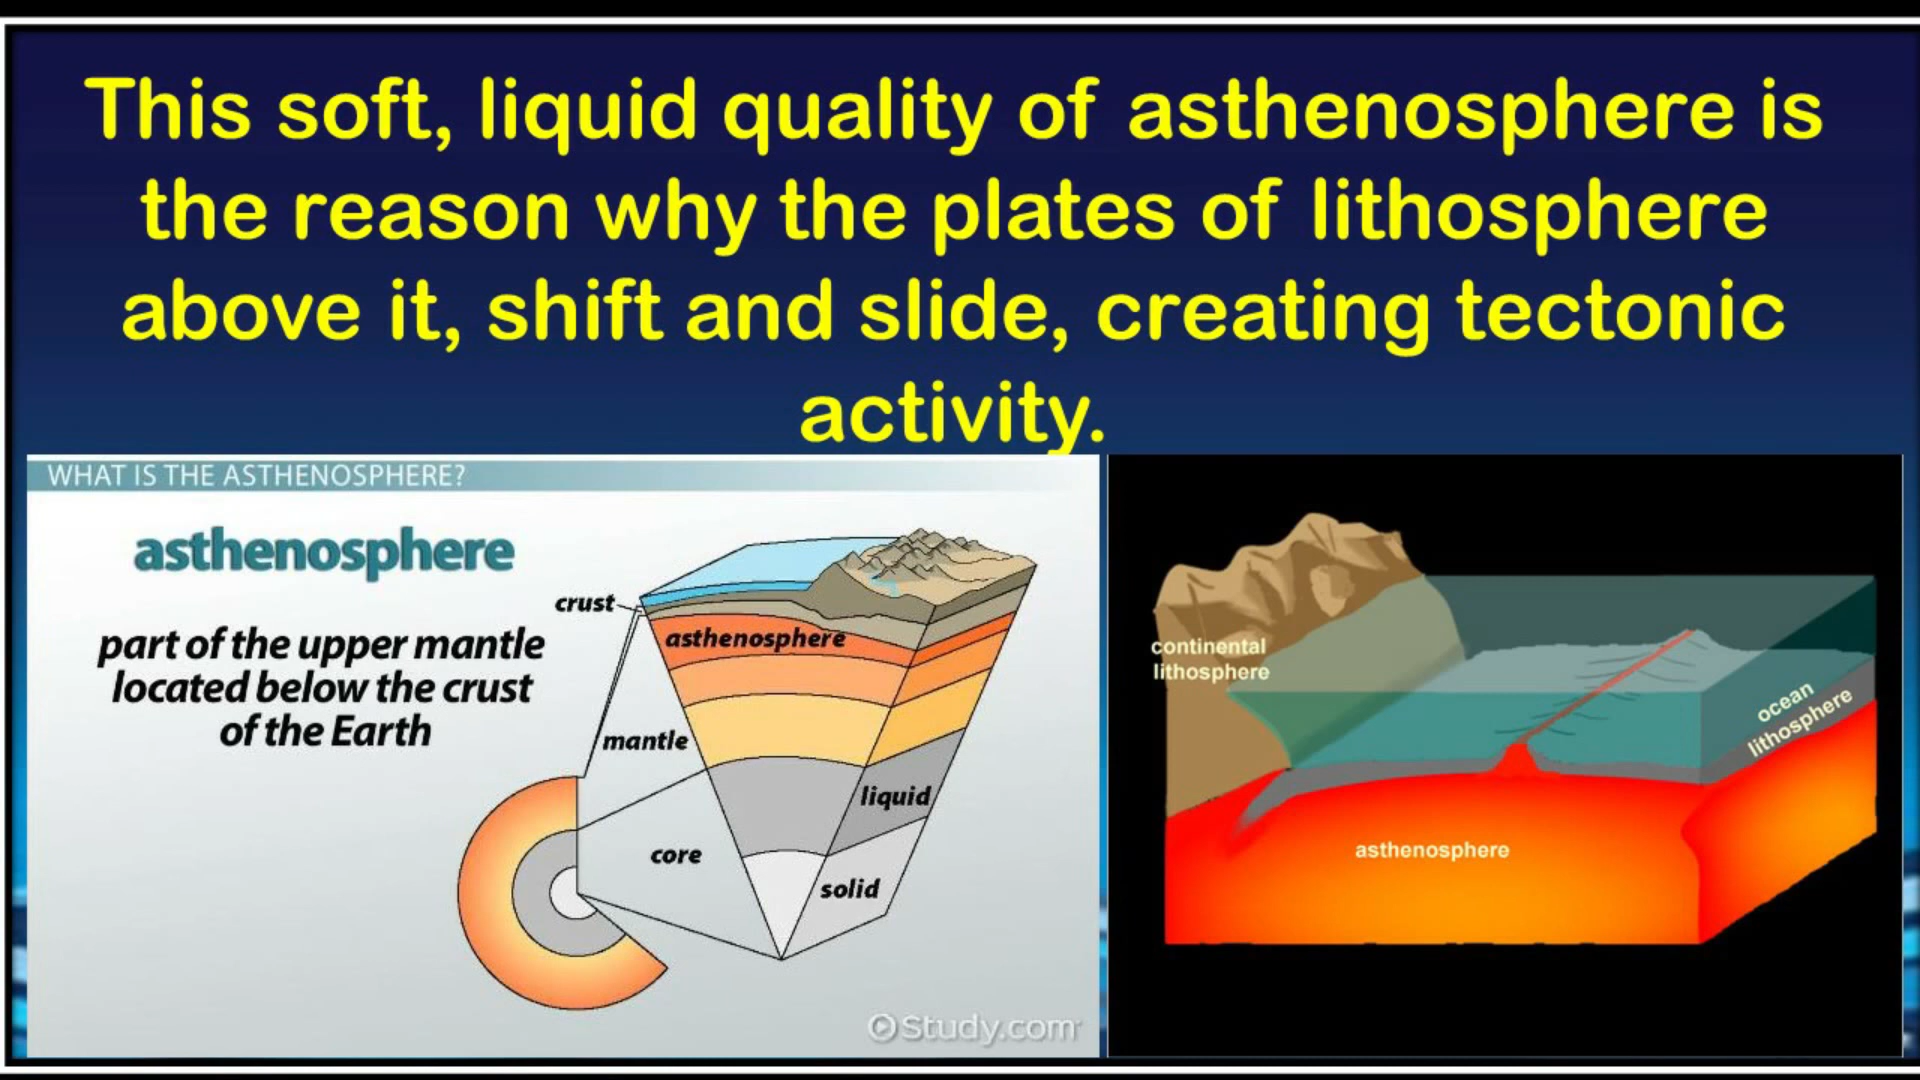 This soft, liquid quality of asthenosphere is
the reason why the plates of lithosphere
above it, shift and slide, creating tectonic
activity.
WHAT IS THE ASTHENOSPHERE?
asthenosphere
part of the upper mantle
located below the crust
of the Earth
crust
asthenosphere
mantle
liquid
core
solid
Study.com
continental
lithosphere
ocean
lithosphere
asthenosphere